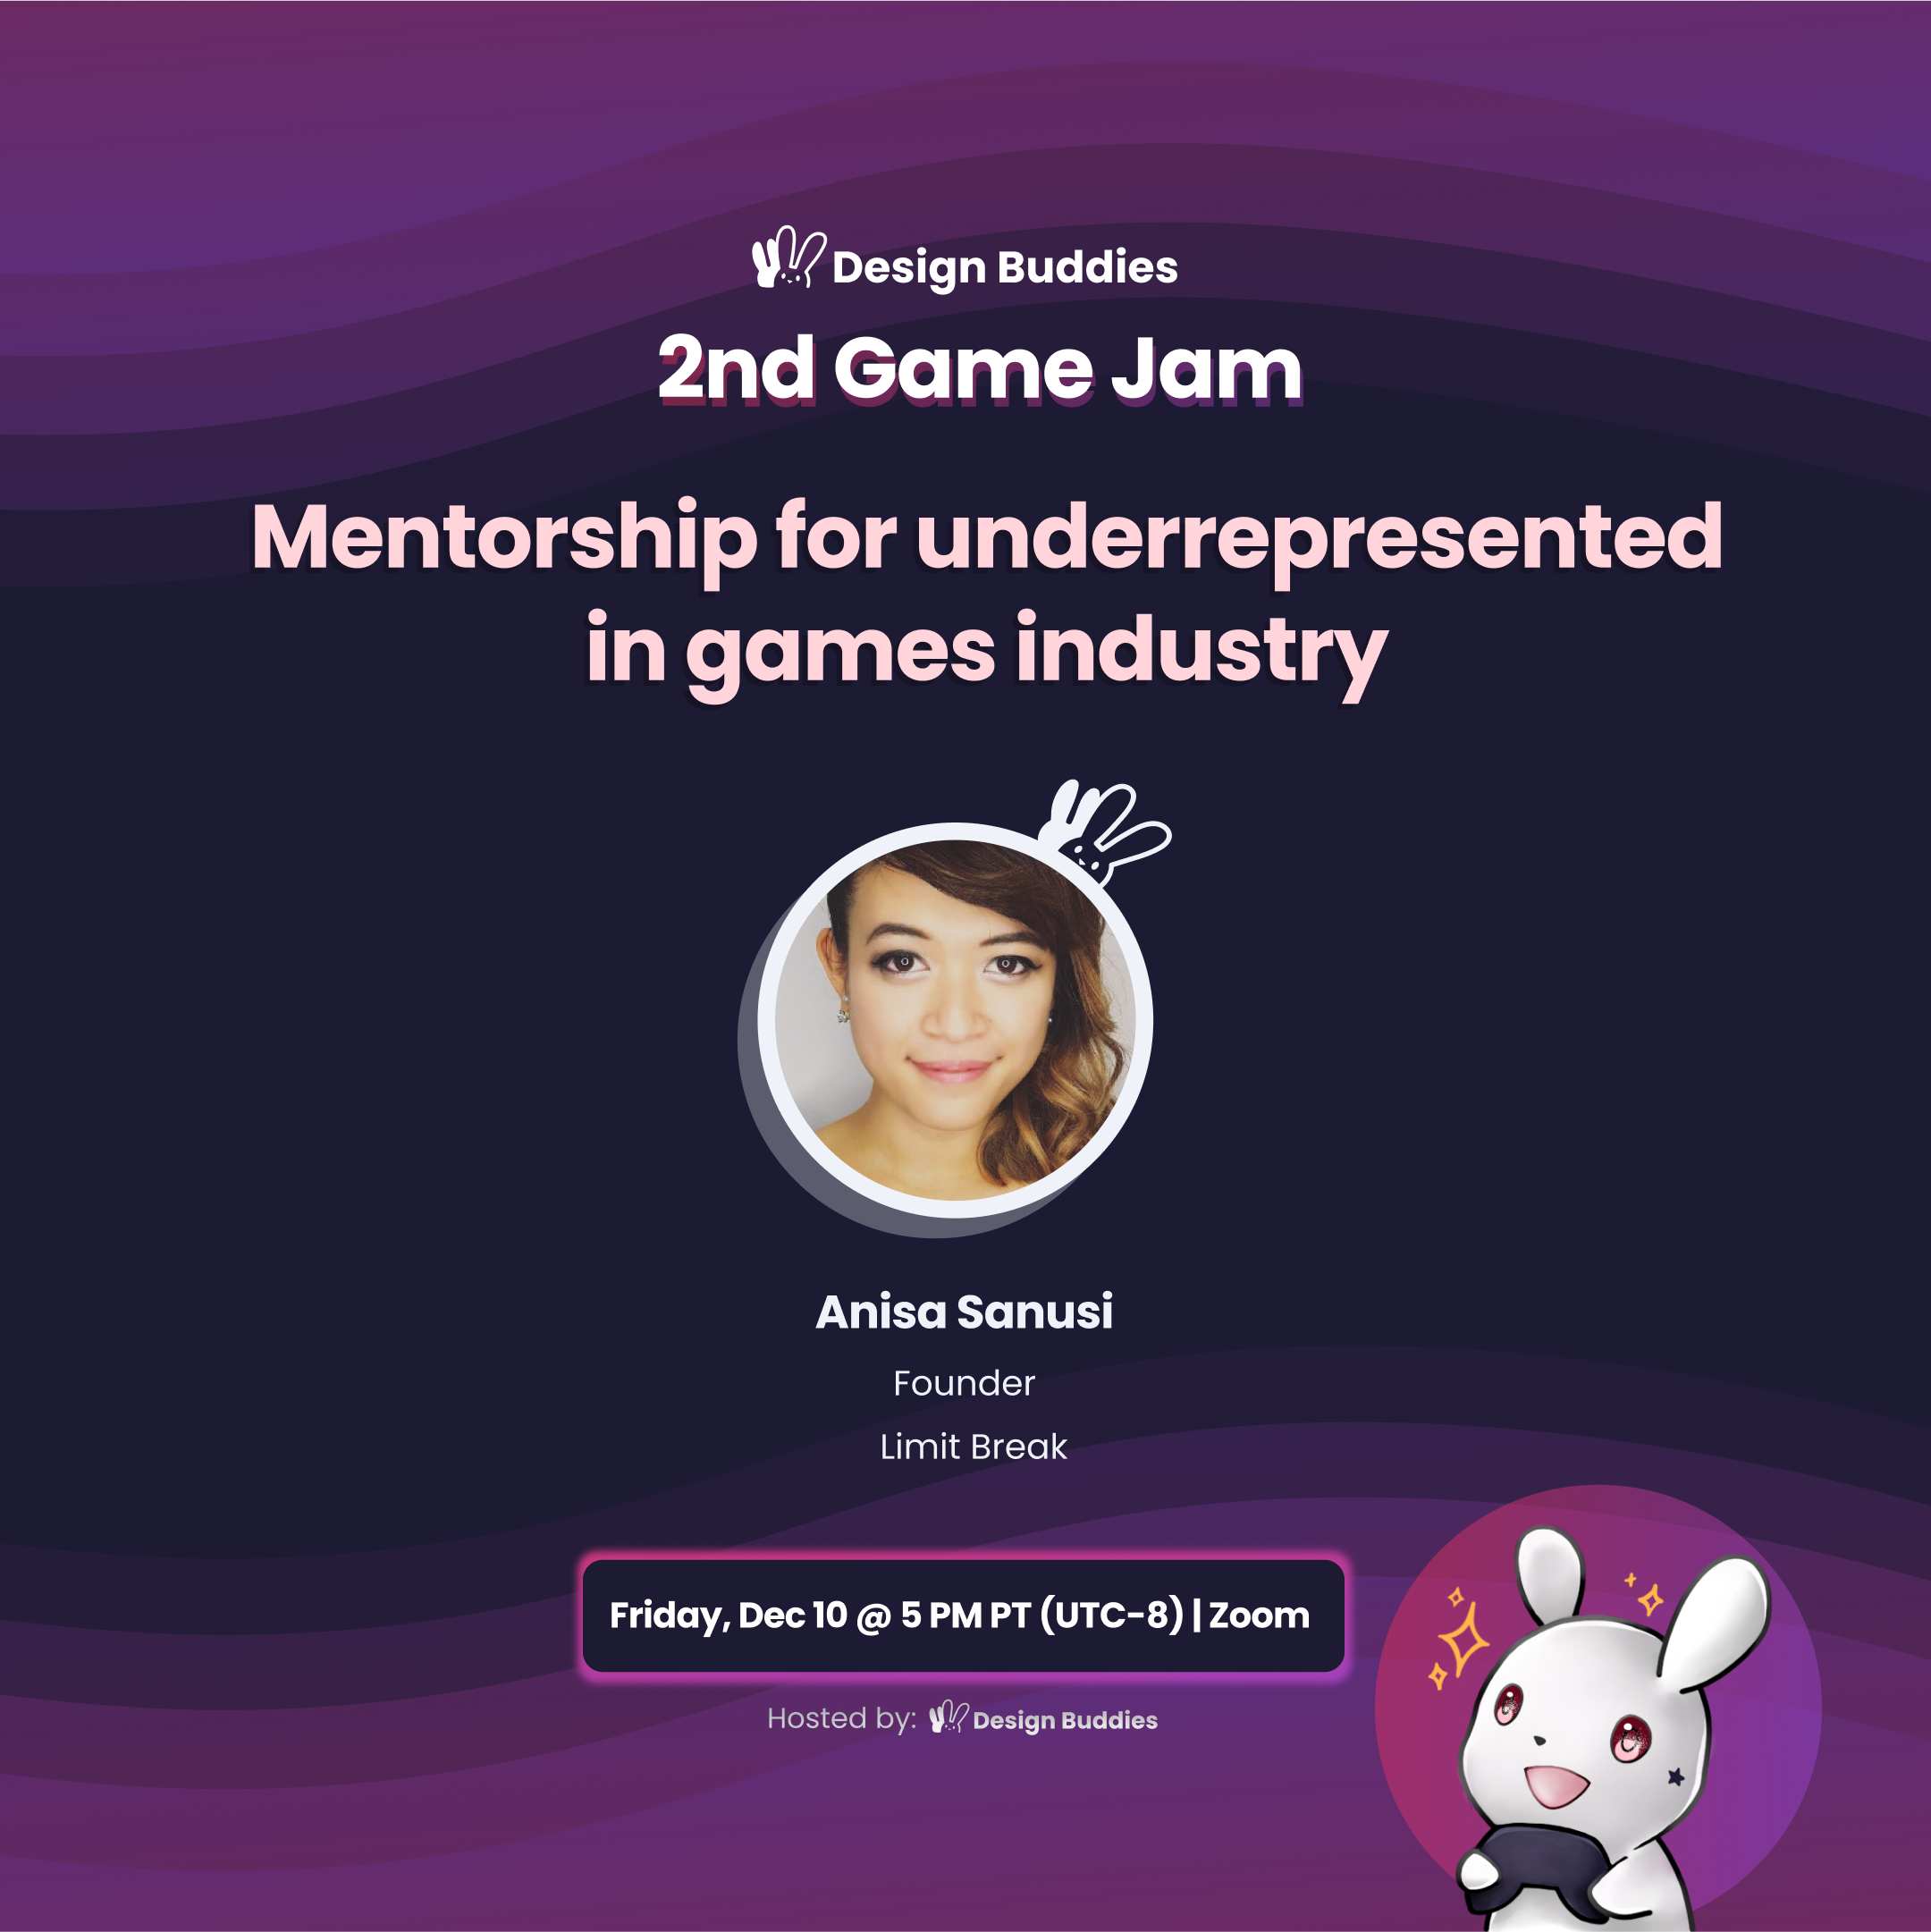 Design Buddies
2nd Game Jam
Mentorship for underrepresented
in games industry
Anisa Sanusi
Founder
Limit Break
Friday, Dec 10 @ 5 PM PT (UTC-8) | Zoom
Hosted by: Design Buddies